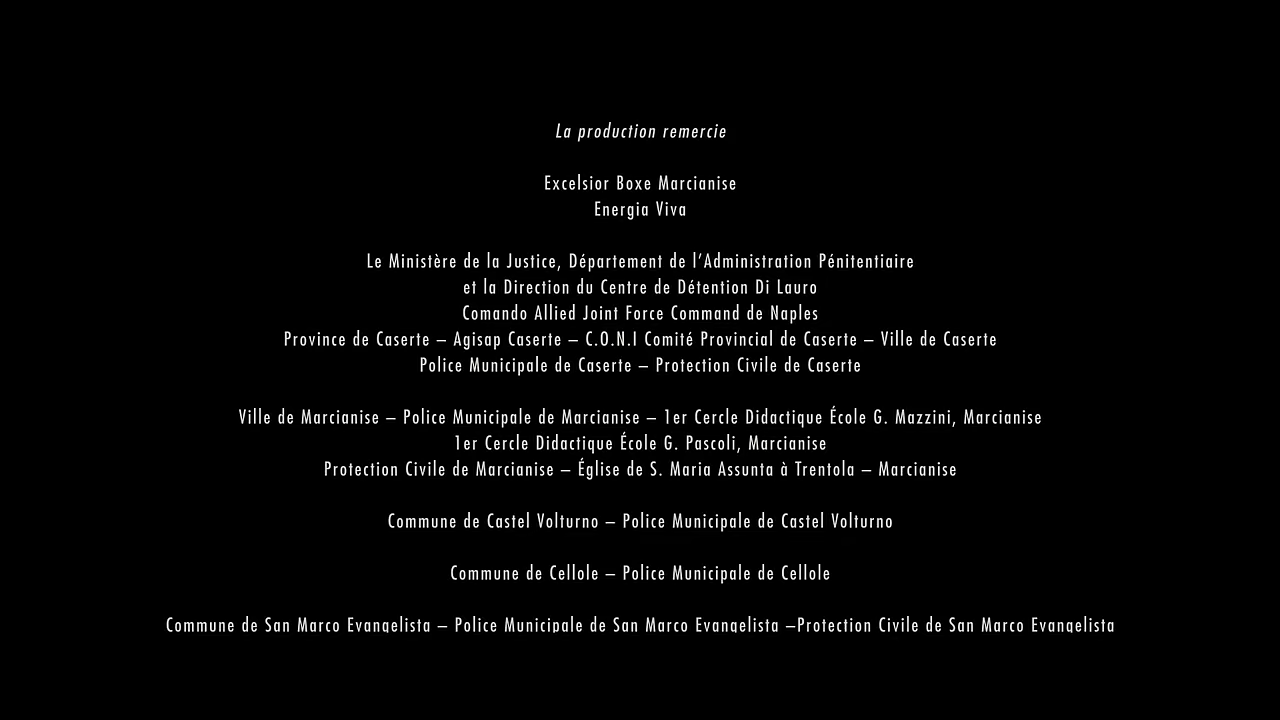 La production remercie
Excelsior Boxe Marcianise
Energia Viva
Le Ministère de la Justice, Département de l’Administration Pénitentiaire
et la Direction du Centre de Détention Di Lauro
Comando Allied Joint Force Command de Naples
Province de Caserte – Agisap Caserte – C.O.N.I Comité Provincial de Caserte – Ville de Caserte
Police Municipale de Caserte – Protection Civile de Caserte
Ville de Marcianise – Police Municipale de Marcianise – 1er Cercle Didactique École G. Mazzini, Marcianise
1er Cercle Didactique École G. Pascoli, Marcianise
Protection Civile de Marcianise – Église de S. Maria Assunta à Trentola – Marcianise
Commune de Castel Volturno – Police Municipale de Castel Volturno
Commune de Cellole – Police Municipale de Cellole
Commune de San Marco Evangelista – Police Municipale de San Marco Evangelista –Protection Civile de San Marco Evangelista